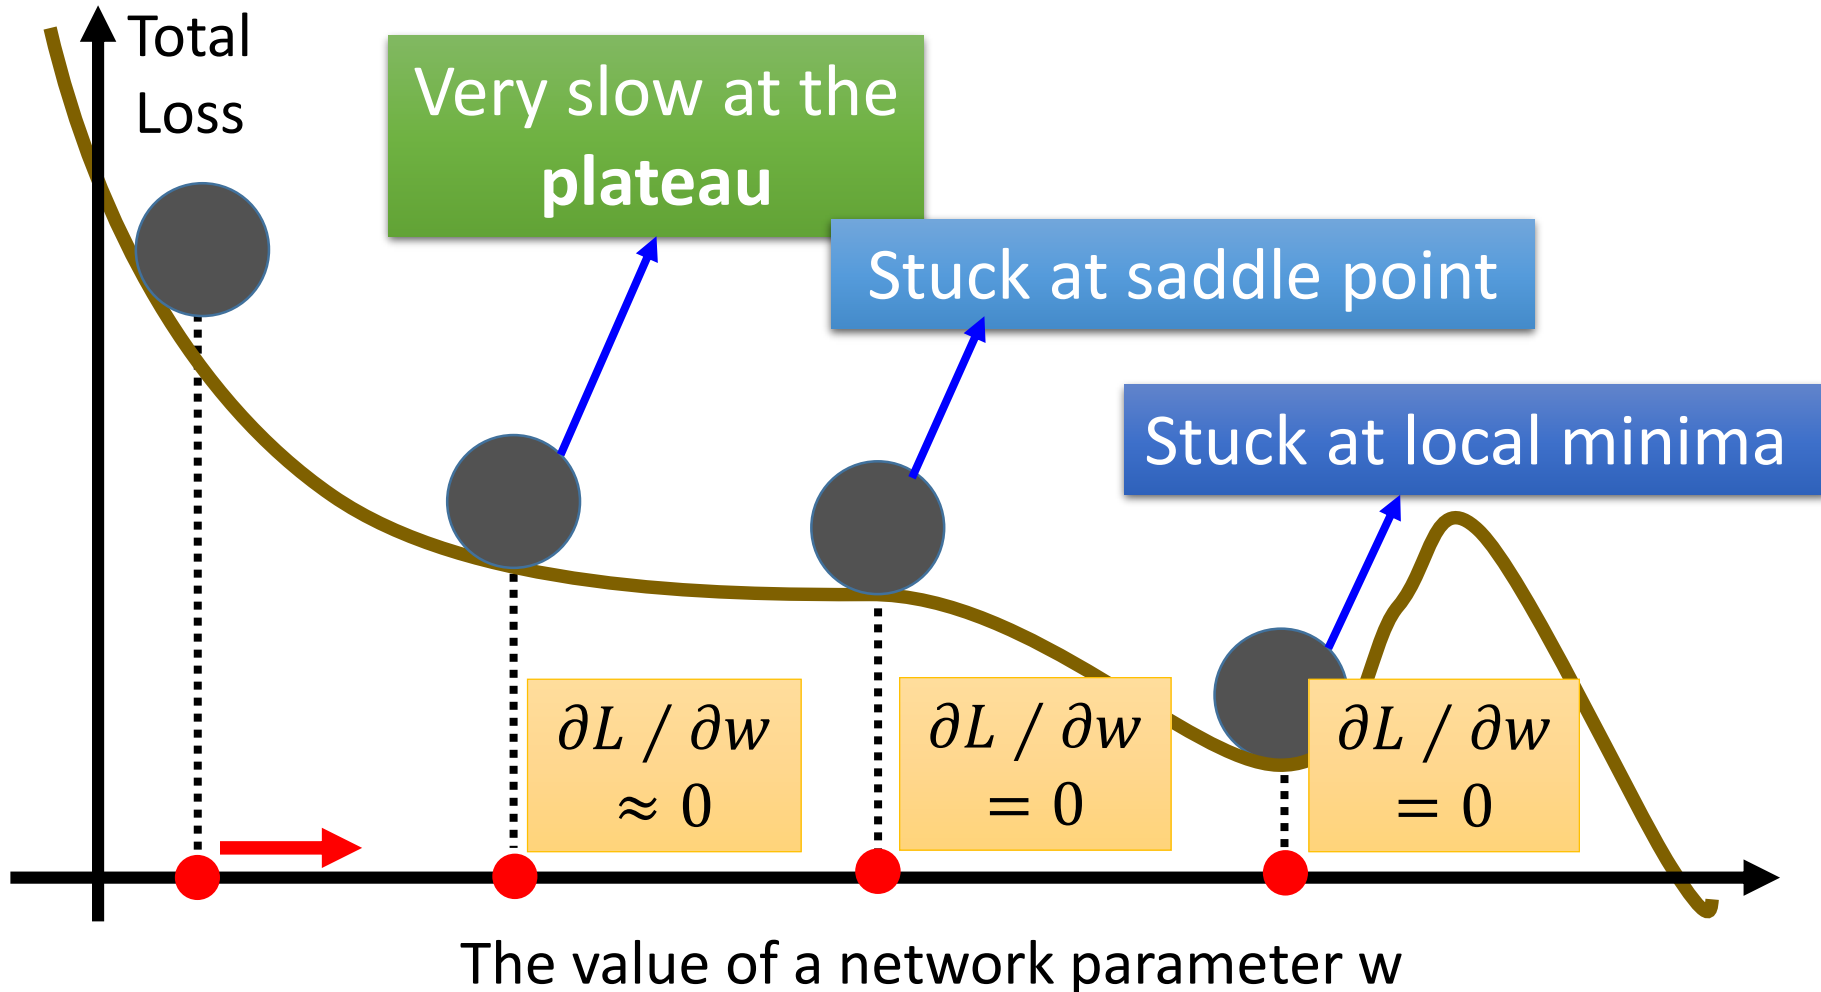 Total
Loss
Very slow at the
plateau
Stuck at saddle point
Stuck at local minima
∂L / ∂w
≈ 0
∂L / ∂w
= 0
∂L / ∂w
= 0
The value of a network parameter w